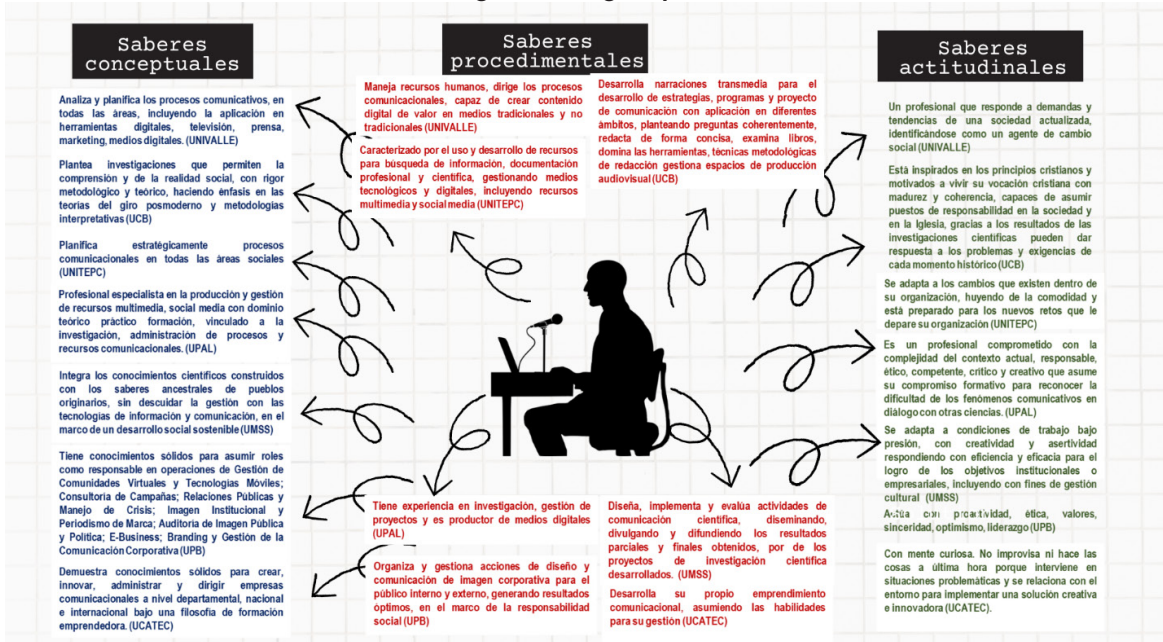 Saberes
conceptuales
Analiza y planifica los procesos comunicativos, en
todas las áreas, incluyendo la aplicación en
herramientas digitales, televisión, prensa,
marketing, medios digitales. (UNIVALLE)
Plantea investigaciones que permiten la
comprensión y de la realidad social, con rigor
metodológico y teórico, haciendo énfasis en las
teorías del giro posmoderno y metodologías
interpretativas (UCB)
Planifica estratégicamente procesos
comunicacionales en todas las áreas sociales
(UNITEPC)
Profesional especialista en la producción y gestión
de recursos multimedia, social media con dominio
teórico práctico formación, vinculado a la
investigación, administración de procesos y
recursos comunicacionales. (UPAL)
Integra los conocimientos científicos construidos
con los saberes ancestrales de pueblos
originarios, sin descuidar la gestión con las
tecnologías de información y comunicación, en el
marco de un desarrollo social sostenible (UMSS)
Tiene conocimientos sólidos para asumir roles
como responsable en operaciones de Gestión de
Comunidades Virtuales y Tecnologías Móviles;
Consultoría de Campañas; Relaciones Públicas y
Manejo de Crisis; Imagen Institucional y
Periodismo de Marca; Auditoria de Imagen Pública
y Política; E-Business; Branding y Gestión de la
Comunicación Corporativa (UPB)
Demuestra conocimientos sólidos para crear,
innovar, administrar y dirigir empresas
comunicacionales a nivel departamental, nacional
e internacional bajo una filosofía de formación
emprendedora. (UCATEC)
Saberes
procedimentales
Maneja recursos humanos, dirige los procesos
comunicacionales, capaz de crear contenido
digital de valor en medios tradicionales y no
tradicionales (UNIVALLE)
Caracterizado por el uso y desarrollo de recursos
para búsqueda de información, documentación
profesional y científica, gestionando medios
tecnológicos y digitales, incluyendo recursos
multimedia y social media (UNITEPC)
Desarrolla narraciones transmedia para el
desarrollo de estrategias, programas y proyecto
de comunicación con aplicación en diferentes
ámbitos, planteando preguntas coherentemente,
redacta de forma concisa, examina libros,
domina las herramientas, técnicas metodológicas
de redacción gestiona espacios de producción
audiovisual (UCB)
Tiene experiencia en investigación, gestión de
proyectos y es productor de medios digitales
(UPAL)
Organiza y gestiona acciones de diseño y
comunicación de imagen corporativa para el
público interno y externo, generando resultados
óptimos, en el marco de la responsabilidad
social (UPB)
Diseña, implementa y evalúa actividades de
comunicación científica, diseminando,
divulgando y difundiendo los resultados
parciales y finales obtenidos, por de los
proyectos de investigación científica
desarrollados. (UMSS)
Desarrolla su propio emprendimiento
comunicacional, asumiendo las habilidades
para su gestión (UCATEC)
Saberes
actitudinales
Un profesional que responde a demandas y
tendencias de una sociedad actualizada,
identificándose como un agente de cambio
social (UNIVALLE)
Está inspirados en los principios cristianos y
motivados a vivir su vocación cristiana con
madurez y coherencia, capaces de asumir
puestos de responsabilidad en la sociedad y
en la Iglesia, gracias a los resultados de las
investigaciones científicas pueden dar
respuesta a los problemas y exigencias de
cada momento histórico (UCB)
Se adapta a los cambios que existen dentro de
su organización, huyendo de la comodidad y
está preparado para los nuevos retos que le
depare su organización (UNITEPC)
Es un profesional comprometido con la
complejidad del contexto actual, responsable,
ético, competente, crítico y creativo que asume
su compromiso formativo para reconocer la
dificultad de los fenómenos comunicativos en
diálogo con otras ciencias. (UPAL)
Se adapta a condiciones de trabajo bajo
presión, con creatividad y asertividad
respondiendo con eficiencia y eficacia para el
logro de los objetivos institucionales o
empresariales, incluyendo con fines de gestión
cultural (UMSS)
Actúa con proactividad, ética, valores,
sinceridad, optimismo, liderazgo (UPB)
Con mente curiosa. No improvisa ni hace las
cosas a última hora porque interviene en
situaciones problemáticas y se relaciona con el
entorno para implementar una solución creativa
e innovadora (UCATEC).